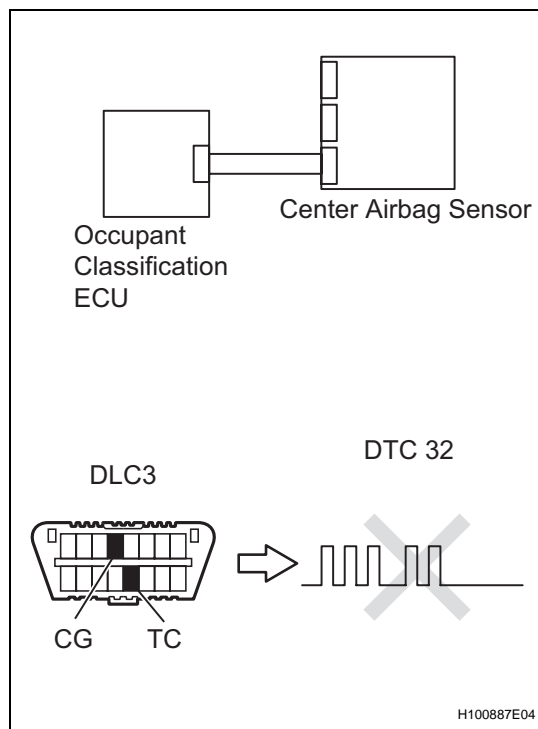 Center Airbag Sensor
Occupant
Classification
ECU
DTC 32
DLC3
CG
TC
H100887E04